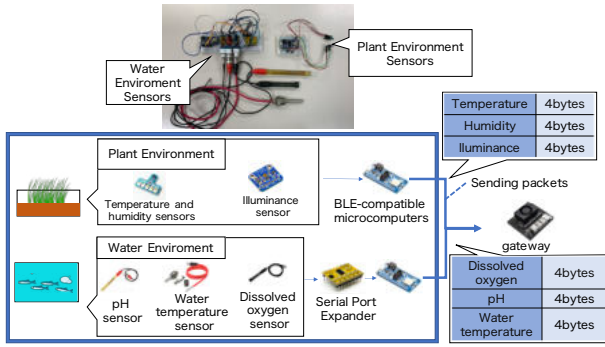 Plant Environment
Sensors
Water
Enviroment
Sensors
Temperature 4bytes
Humidity 4bytes
Illuminance 4bytes
Plant Environment
Temperature and
humidity sensors
Illuminance
sensor
BLE-compatible
microcomputers
Sending packets
gateway
Water Enviroment
pH
sensor
Water
temperature
sensor
Dissolved
oxygen
sensor
Serial Port
Expander
Dissolved
oxygen 4bytes
pH 4bytes
Water
temperature 4bytes